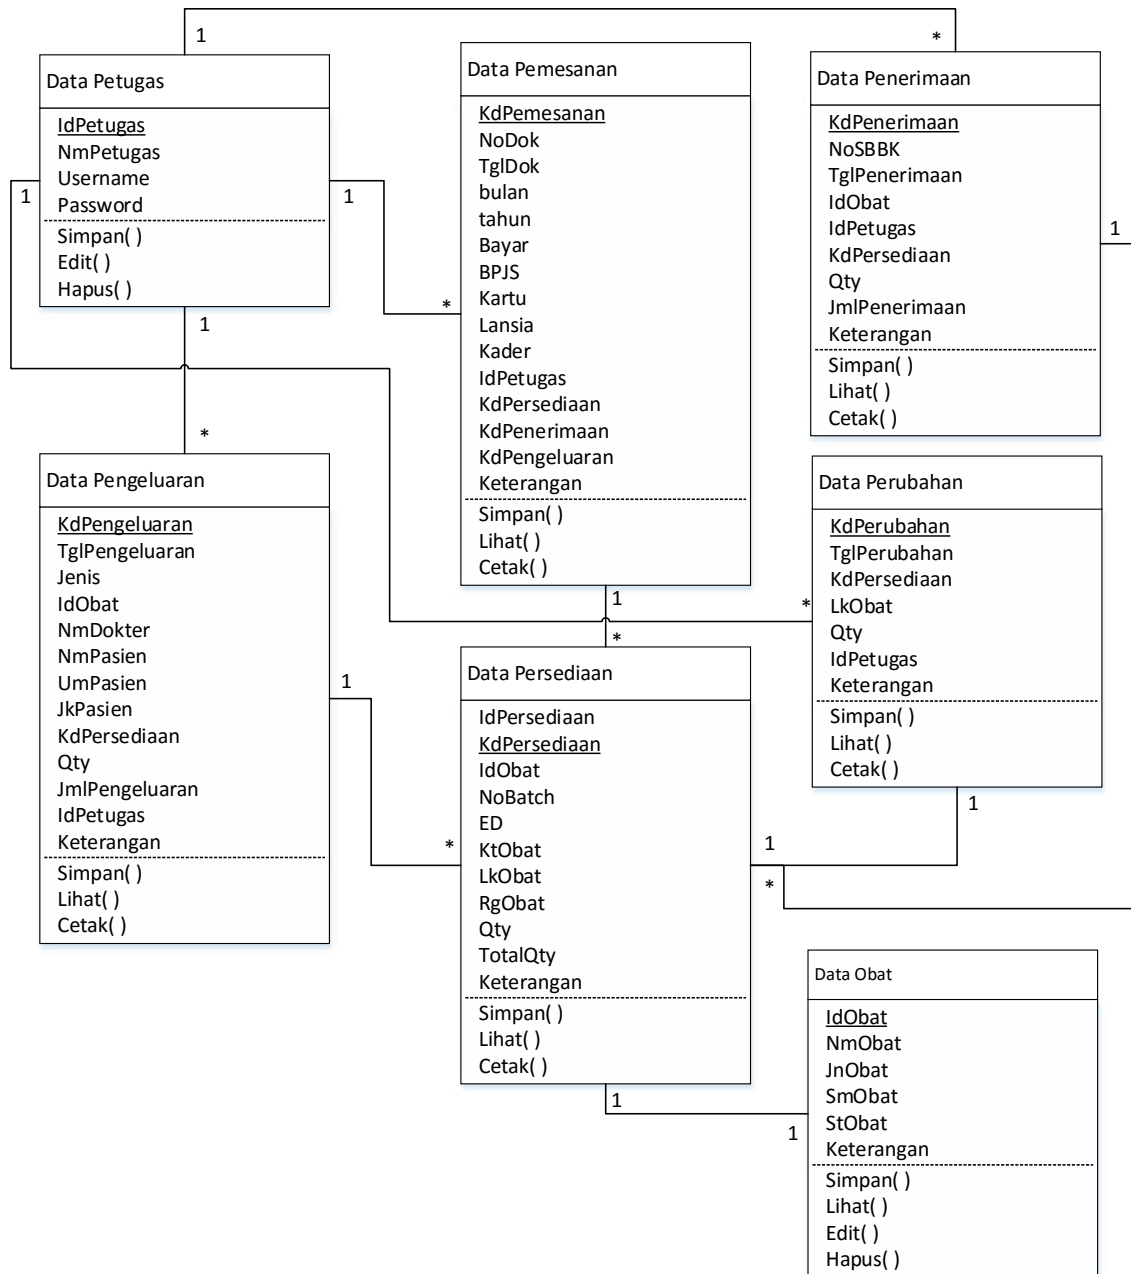 1
*
Data Petugas
IdPetugas
NmPetugas
Username
Password
Simpan( )
Edit( )
Hapus( )
1
1
1
*
Data Pemesanan
KdPemesanan
NoDok
TglDok
bulan
tahun
Bayar
BPJS
Kartu
Lansia
Kader
IdPetugas
KdPersediaan
KdPenerimaan
KdPengeluaran
Keterangan
Simpan( )
Lihat( )
Cetak( )
*
1
*
Data Penerimaan
KdPenerimaan
NoSBBK
TglPenerimaan
IdObat
IdPetugas
KdPersediaan
Qty
JmlPenerimaan
Keterangan
Simpan( )
Lihat( )
Cetak( )
1
Data Pengeluaran
KdPengeluaran
TglPengeluaran
Jenis
IdObat
NmDokter
NmPasien
UmPasien
JkPasien
KdPersediaan
Qty
JmlPengeluaran
IdPetugas
Keterangan
Simpan( )
Lihat( )
Cetak( )
1
*
Data Perubahan
KdPerubahan
TglPerubahan
KdPersediaan
LkObat
Qty
IdPetugas
Keterangan
Simpan( )
Lihat( )
Cetak( )
*
1
Data Persediaan
IdPersediaan
KdPersediaan
IdObat
NoBatch
ED
KtObat
LkObat
RgObat
Qty
TotalQty
Keterangan
Simpan( )
Lihat( )
Cetak( )
1
*
1
1
Data Obat
IdObat
NmObat
JnObat
SmObat
StObat
Keterangan
Simpan( )
Lihat( )
Edit( )
Hapus( )